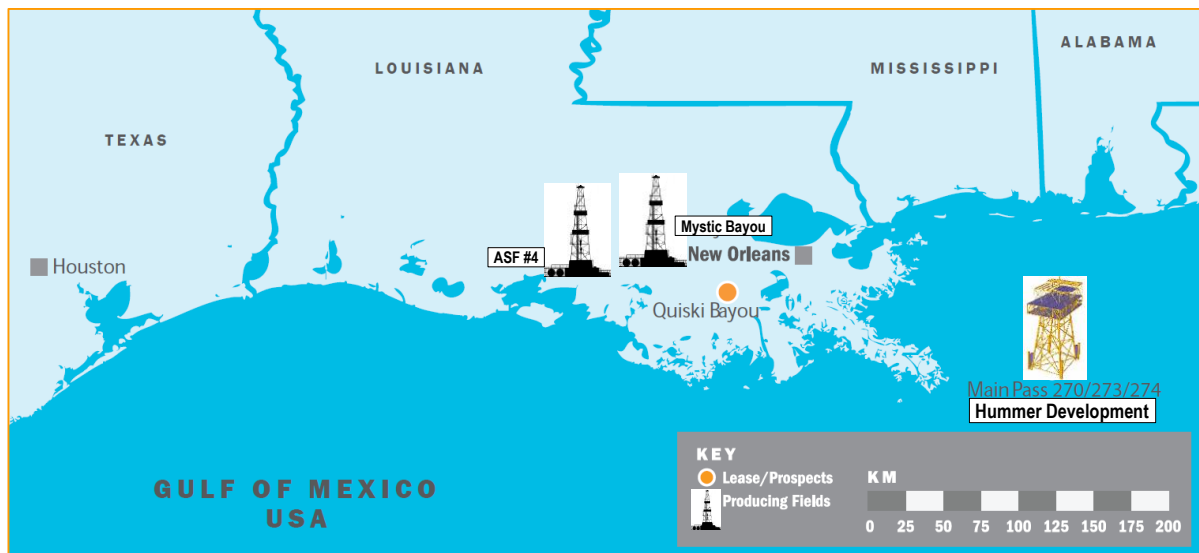 ALABAMA
LOUISIANA
MISSISSIPPI
TEXAS
Mystic Bayou
ASF #4
New Orleans
Houston
Quiski Bayou
Main Pass 270/273/274
Hummer Development
GULF OF MEXICO
USA
KEY
Lease/Prospects
Producing Fields
KM
0 25 50 75 100 125 150 175 200